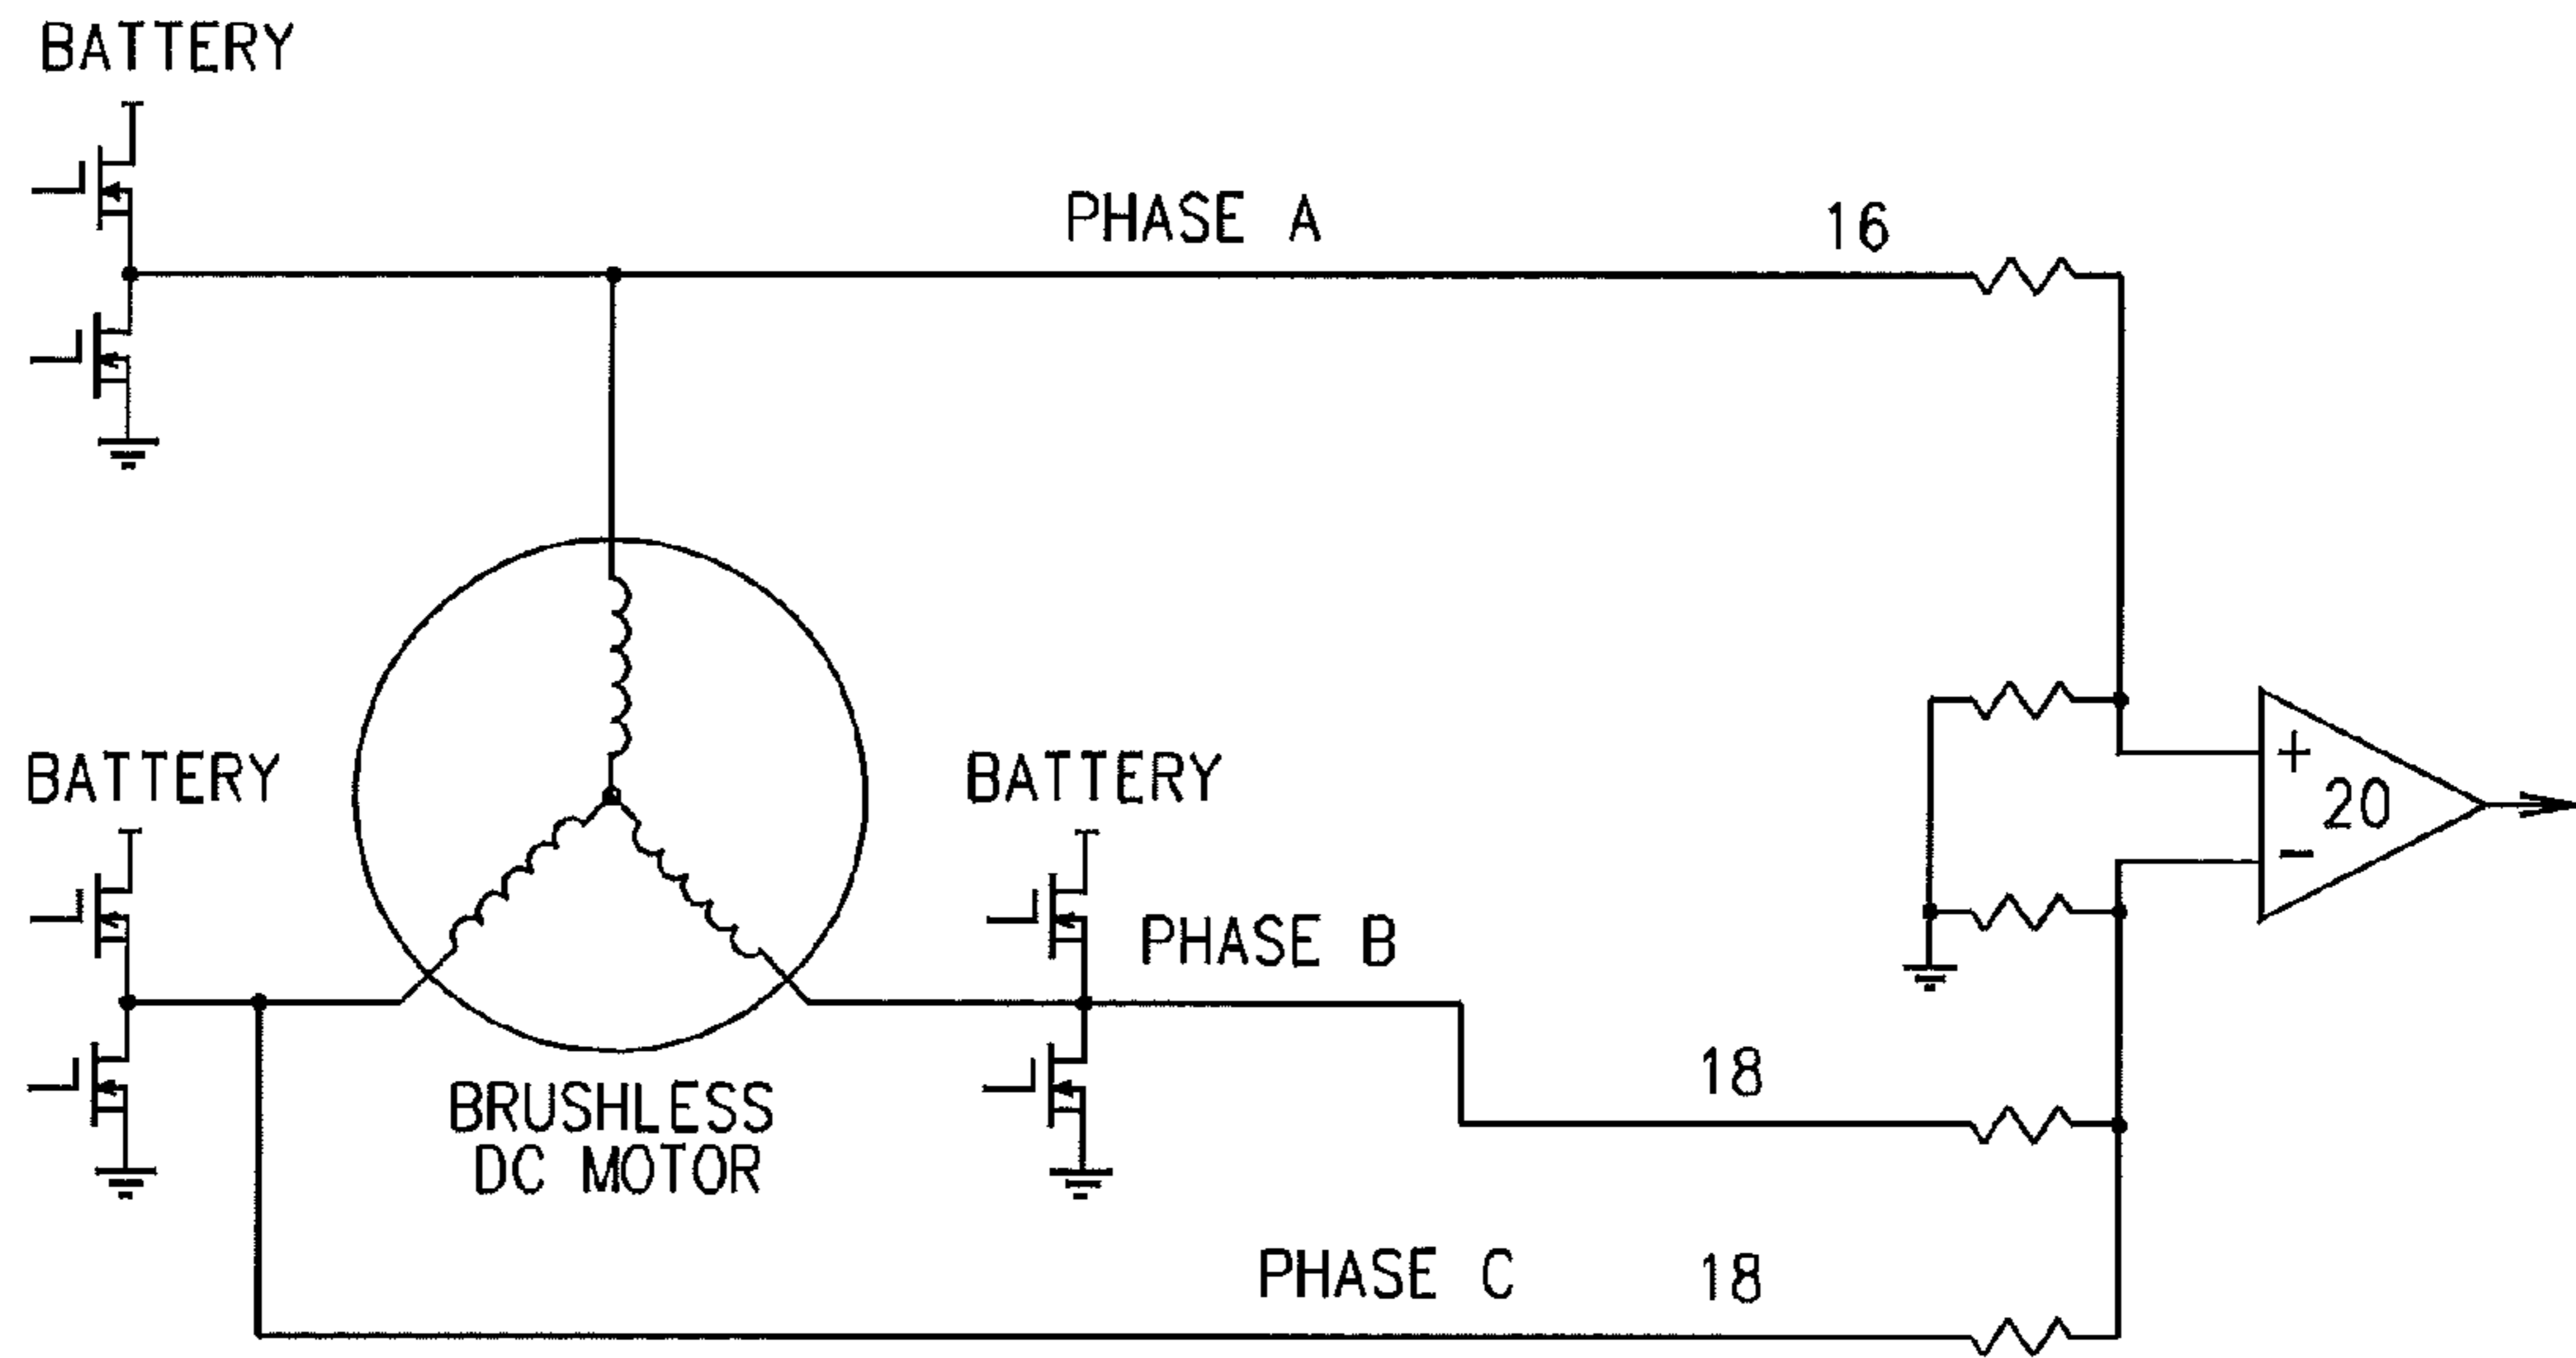 BATTERY
PHASE A
16
BATTERY
BATTERY
+
20
-
PHASE B
18
BRUSHLESS
DC MOTOR
PHASE C
18